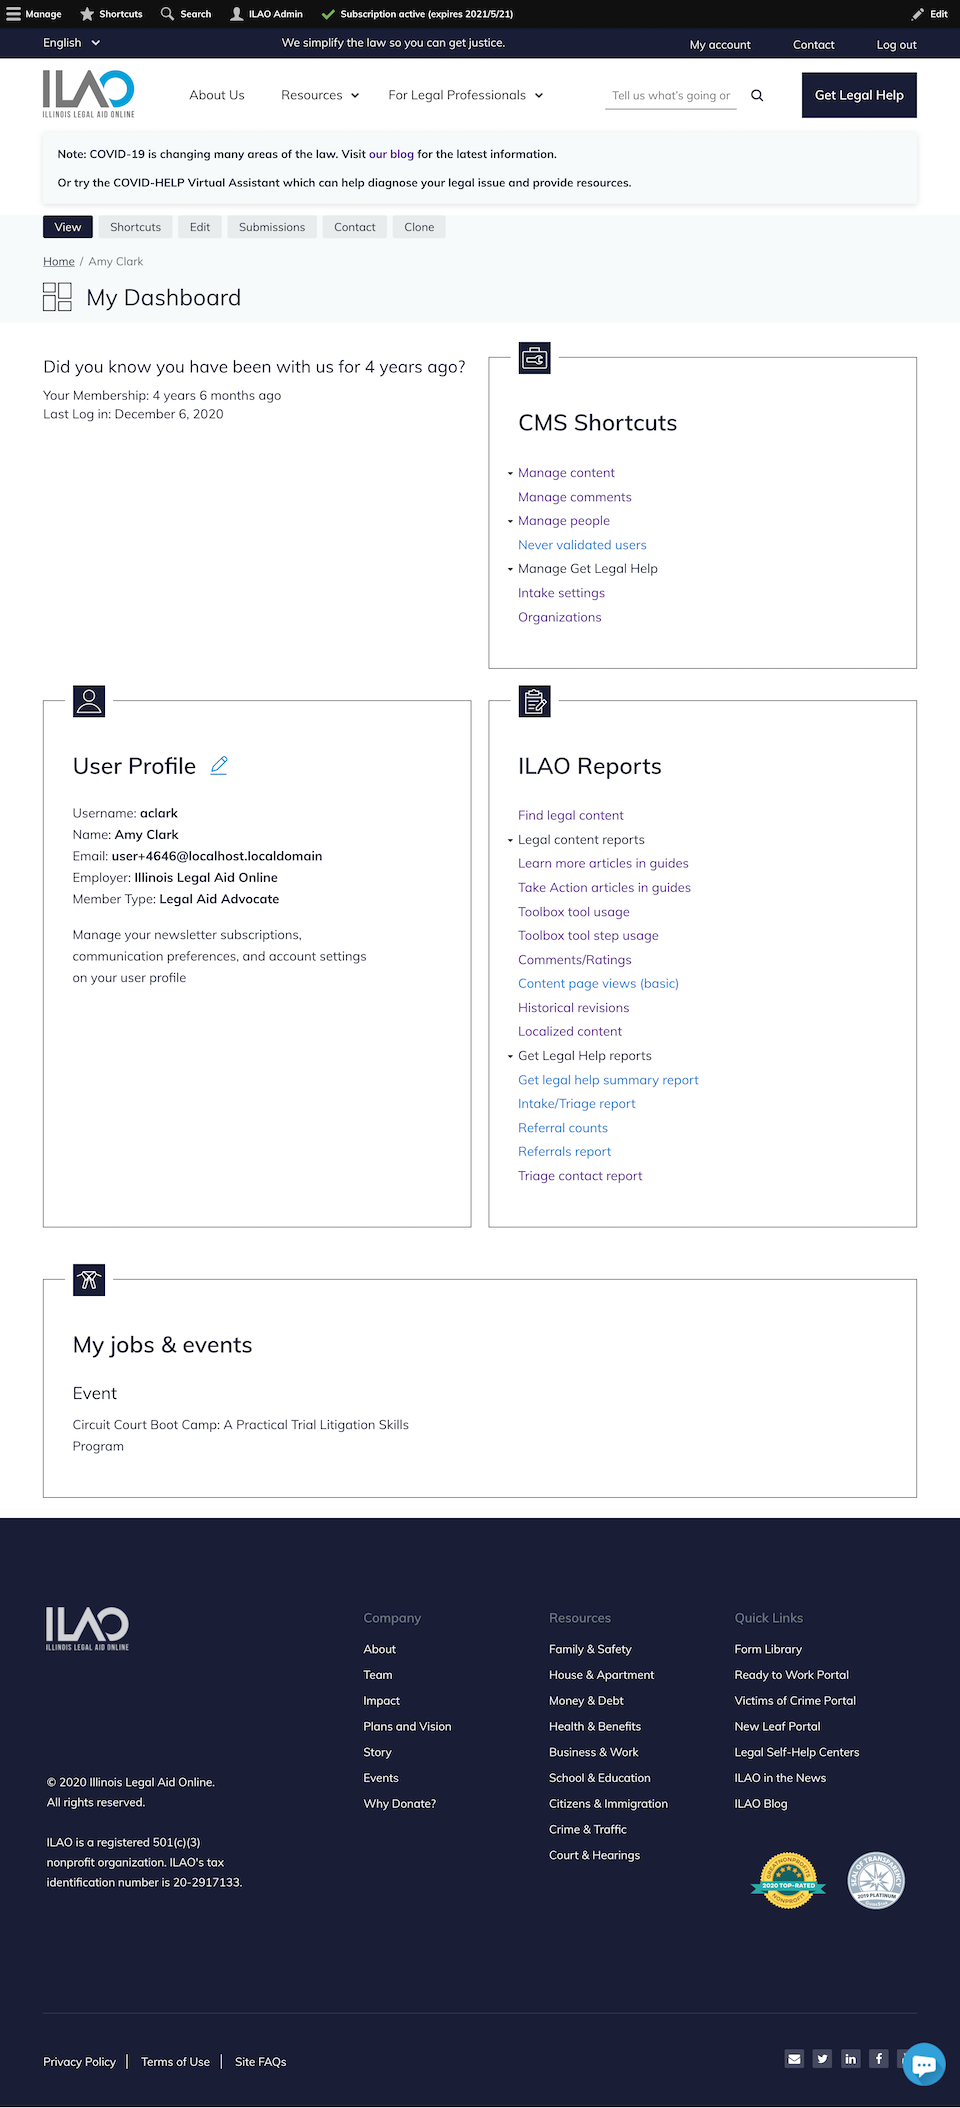 Manage Shortcuts Search ILAO Admin Subscription active (expires 2021/5/21) Edit
English We simplify the law so you can get justice. My account Contact Log out
ILAO
ILLINOIS LEGAL AID ONLINE
About Us Resources For Legal Professionals Tell us what's going or Get Legal Help
Note: COVID-19 is changing many areas of the law. Visit our blog for the latest information.
Or try the COVID-HELP Virtual Assistant which can help diagnose your legal issue and provide resources.
View Shortcuts Edit Submissions Contact Clone
Home / Amy Clark
My Dashboard
Did you know you have been with us for 4 years ago?
Your Membership: 4 years 6 months ago
Last Log in: December 6, 2020
CMS Shortcuts
Manage content
Manage comments
Manage people
Never validated users
Manage Get Legal Help
Intake settings
Organizations
User Profile
Username: aclark
Name: Amy Clark
Email: user+4646@localhost.localdomain
Employer: Illinois Legal Aid Online
Member Type: Legal Aid Advocate
Manage your newsletter subscriptions,
communication preferences, and account settings
on your user profile
ILAO Reports
Find legal content
Legal content reports
Learn more articles in guides
Take Action articles in guides
Toolbox tool usage
Toolbox tool step usage
Comments/Ratings
Content page views (basic)
Historical revisions
Localized content
Get Legal Help reports
Get legal help summary report
Intake/Triage report
Referral counts
Referrals report
Triage contact report
My jobs & events
Event
Circuit Court Boot Camp: A Practical Trial Litigation Skills
Program
ILAO
ILLINOIS LEGAL AID ONLINE
© 2020 Illinois Legal Aid Online.
All rights reserved.
ILAO is a registered 501(c)(3)
nonprofit organization. ILAO's tax
identification number is 20-2917133.
Company
About
Team
Impact
Plans and Vision
Story
Events
Why Donate?
Resources
Family & Safety
House & Apartment
Money & Debt
Health & Benefits
Business & Work
School & Education
Citizens & Immigration
Crime & Traffic
Court & Hearings
Quick Links
Form Library
Ready to Work Portal
Victims of Crime Portal
New Leaf Portal
Legal Self-Help Centers
ILAO in the News
ILAO Blog
GREATNONPROFITS
2020 TOP-RATED
NONPROFIT
SEAL OF TRANSPARENCY
2019 PLATINUM
Privacy Policy Terms of Use Site FAQs